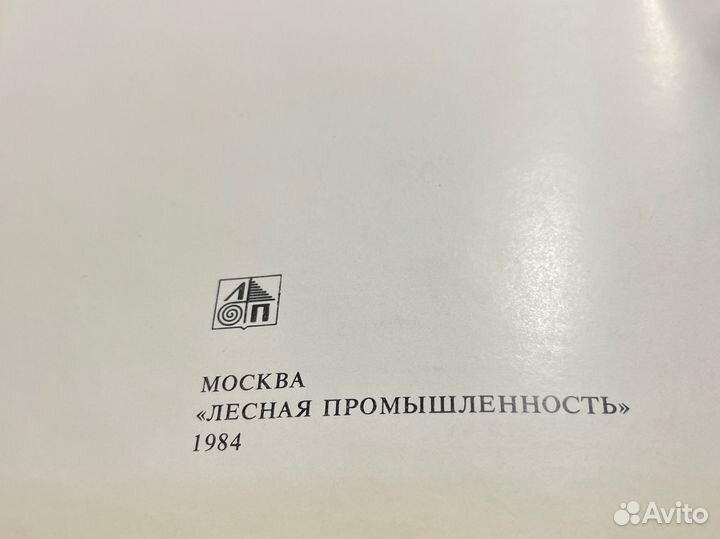 Л
П
МОСКВА
«ЛЕСНАЯ ПРОМЫШЛЕННОСТЬ»
1984
Avito